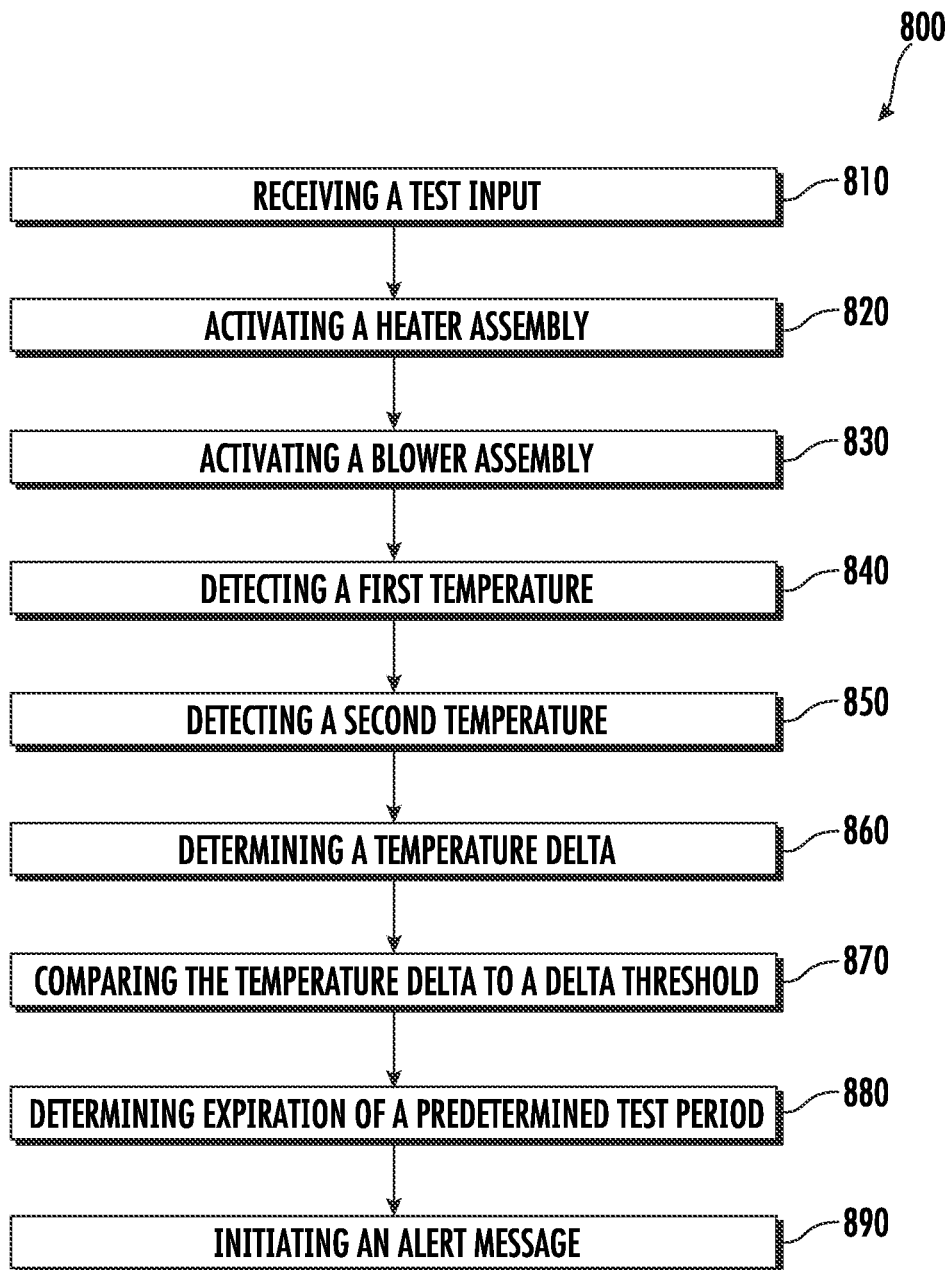 800
RECEIVING A TEST INPUT 810
ACTIVATING A HEATER ASSEMBLY 820
ACTIVATING A BLOWER ASSEMBLY 830
DETECTING A FIRST TEMPERATURE 840
DETECTING A SECOND TEMPERATURE 850
DETERMINING A TEMPERATURE DELTA 860
COMPARING THE TEMPERATURE DELTA TO A DELTA THRESHOLD 870
DETERMINING EXPIRATION OF A PREDETERMINED TEST PERIOD 880
INITIATING AN ALERT MESSAGE 890